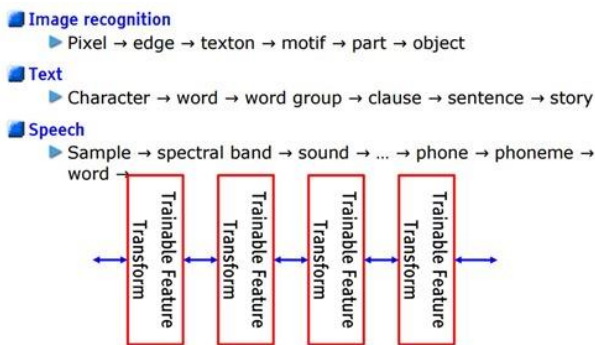 Image recognition
Pixel → edge → texton → motif → part → object
Text
Character → word → word group → clause → sentence → story
Speech
Sample → spectral band → sound → … → phone → phoneme →
word →
Trainable Feature
Transform
Trainable Feature
Transform
Trainable Feature
Transform
Trainable Feature
Transform